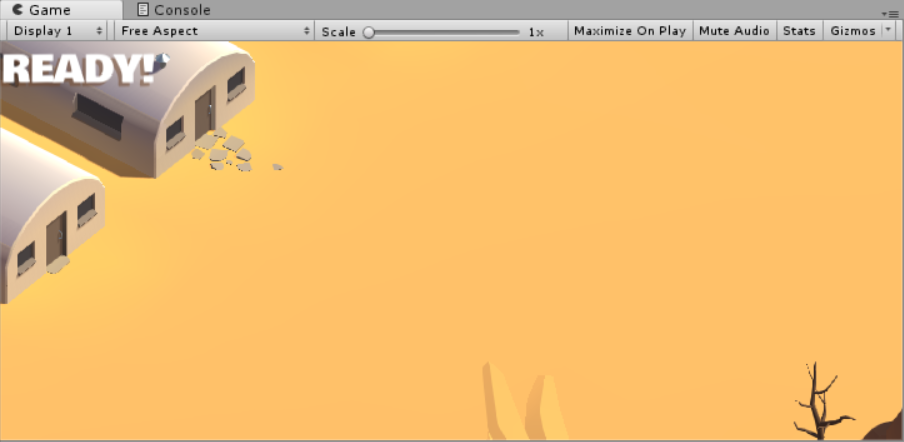 Game Console
Display 1 Free Aspect Scale 1x Maximize On Play Mute Audio Stats Gizmos
READY!